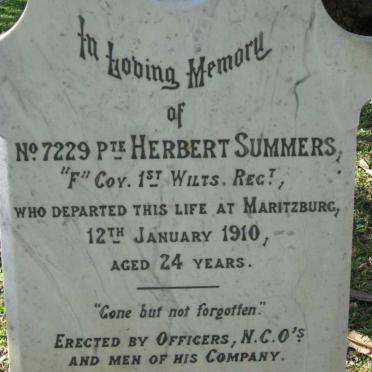 In Loving Memory
of
No. 7229 PTE HERBERT SUMMERS,
"F" COY. 1ST WILTS. REGT,
WHO DEPARTED THIS LIFE AT MARITZBURG,
12TH JANUARY 1910,
AGED 24 YEARS.
"Gone but not forgotten."
ERECTED BY OFFICERS, N.C.O'S
AND MEN OF HIS COMPANY.